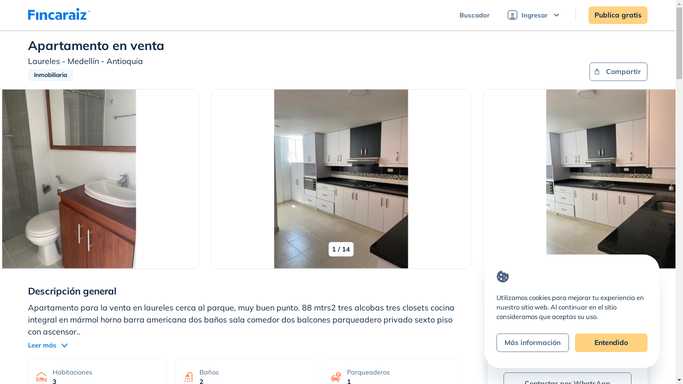 Fincaraiz
Buscador
Ingresar
Publica gratis
Apartamento en venta
Laureles - Medellín - Antioquia
Inmobiliaria
Compartir
1 / 14
Descripción general
Apartamento para la venta en laureles cerca al parque, muy buen punto. 88 mtrs2 tres alcobas tres closets cocina
integral en mármol horno barra americana dos baños sala comedor dos balcones parqueadero privado sexto piso
con ascensor..
Leer más
Habitaciones
3
Baños
2
Parqueaderos
1
Utilizamos cookies para mejorar tu experiencia en
nuestro sitio web. Al continuar en el sitio
consideramos que aceptas su uso.
Más información
Entendido
Contactar por WhatsApp